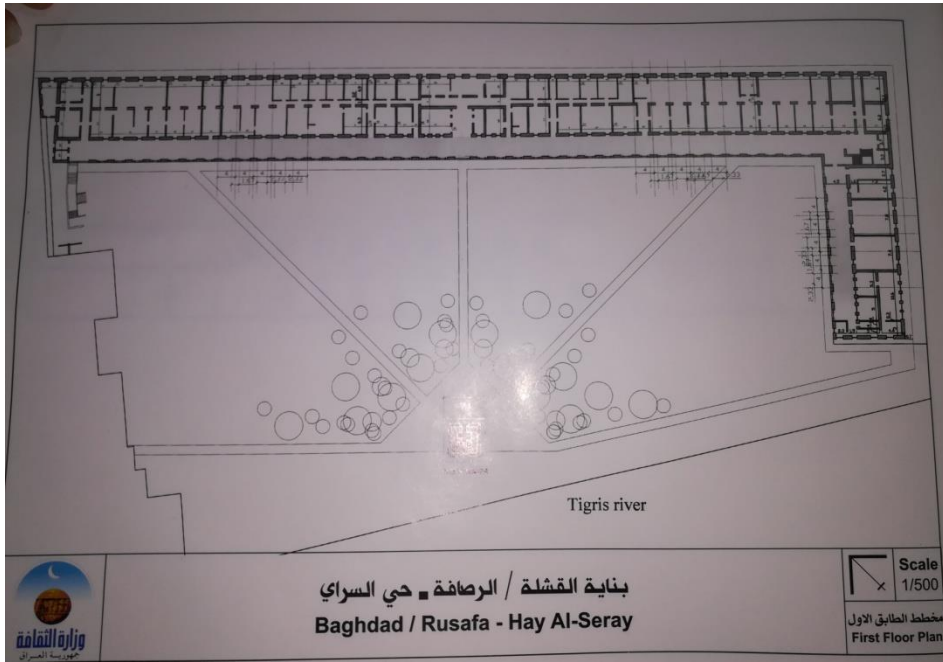 Tigris river
بناية القشلة / الرصافة - حي السراي
Baghdad / Rusafa - Hay Al-Seray
Scale
1/500
مخطط الطابق الاول
First Floor Plan
وزارة الثقافة
جمهورية العراق